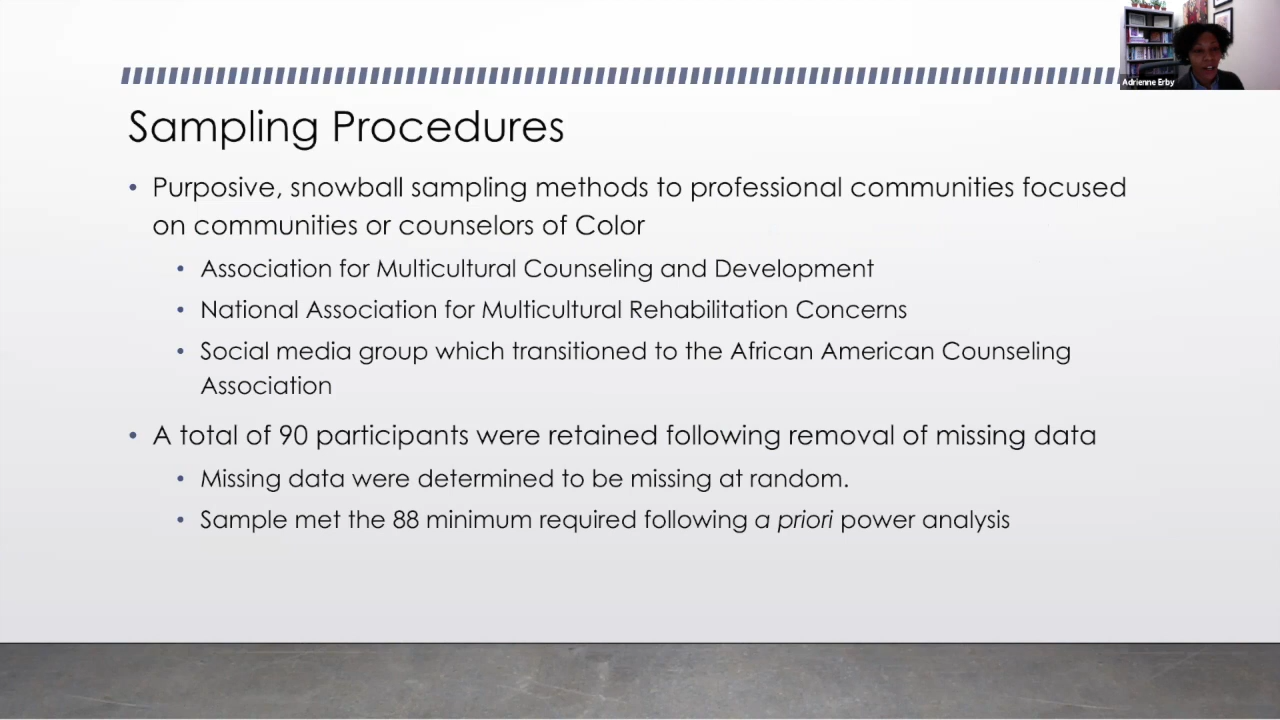 Adrienne Erby
Sampling Procedures
• Purposive, snowball sampling methods to professional communities focused
on communities or counselors of Color
• Association for Multicultural Counseling and Development
• National Association for Multicultural Rehabilitation Concerns
• Social media group which transitioned to the African American Counseling
Association
• A total of 90 participants were retained following removal of missing data
• Missing data were determined to be missing at random.
• Sample met the 88 minimum required following a priori power analysis